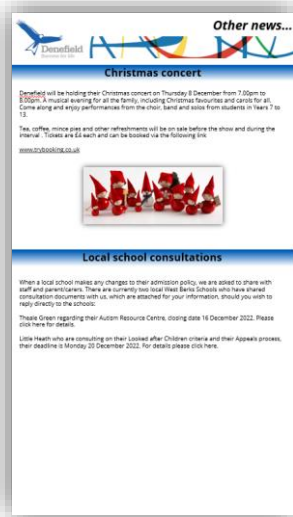 Other news...
Denefield
Christmas concert
Denefield will be holding their Christmas concert on Thursday 8 December from 7.00pm to
8.00pm. A musical evening for all the family, including Christmas favourites and carols for all.
Come along and enjoy performances from the choir, band and solos from students in Years 7 to
13.
Tea, coffee, mince pies and other refreshments will be on sale before the show and during the
interval . Tickets are £4 each and can be booked via the following link
www.trybooking.co.uk
Local school consultations
When a local school makes any changes to their admission policy, we are asked to share with
staff and parent/carers. There are currently two local West Berks Schools who have shared
consultation documents with us, which are attached for your information, should you wish to
reply directly to the schools:
Theale Green regarding their Autism Resource Centre, closing date 16 December 2022. Please
click here for details.
Little Heath who are consulting on their Looked after Children criteria and their Appeals process,
their deadline is Monday 20 December 2022. For details please click here.